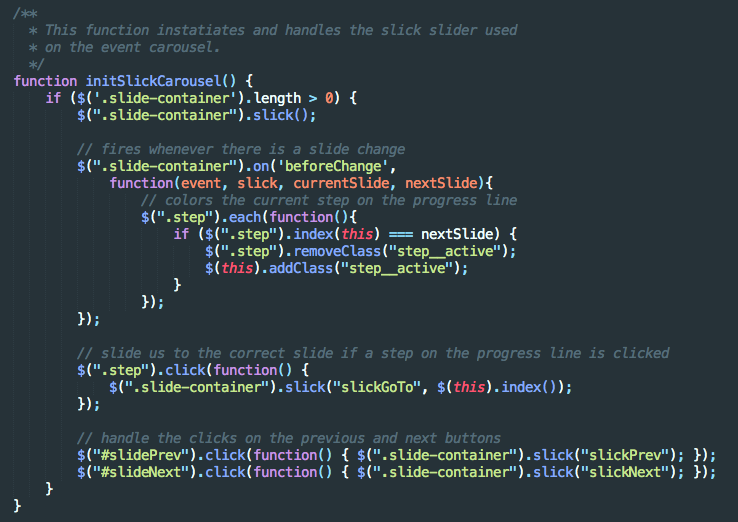 /**
 * This function instatiates and handles the slick slider used
 * on the event carousel.
 */
function initSlickCarousel() {
    if ($('.slide-container').length > 0) {
        $(".slide-container").slick();

        // fires whenever there is a slide change
        $(".slide-container").on('beforeChange',
            function(event, slick, currentSlide, nextSlide){
                // colors the current step on the progress line
                $(".step").each(function(){
                    if ($(".step").index(this) === nextSlide) {
                        $(".step").removeClass("step__active");
                        $(this).addClass("step__active");
                    }
                });
        });

        // slide us to the correct slide if a step on the progress line is clicked
        $(".step").click(function() {
            $(".slide-container").slick("slickGoTo", $(this).index());
        });

        // handle the clicks on the previous and next buttons
        $("#slidePrev").click(function() { $(".slide-container").slick("slickPrev"); });
        $("#slideNext").click(function() { $(".slide-container").slick("slickNext"); });
    }
}